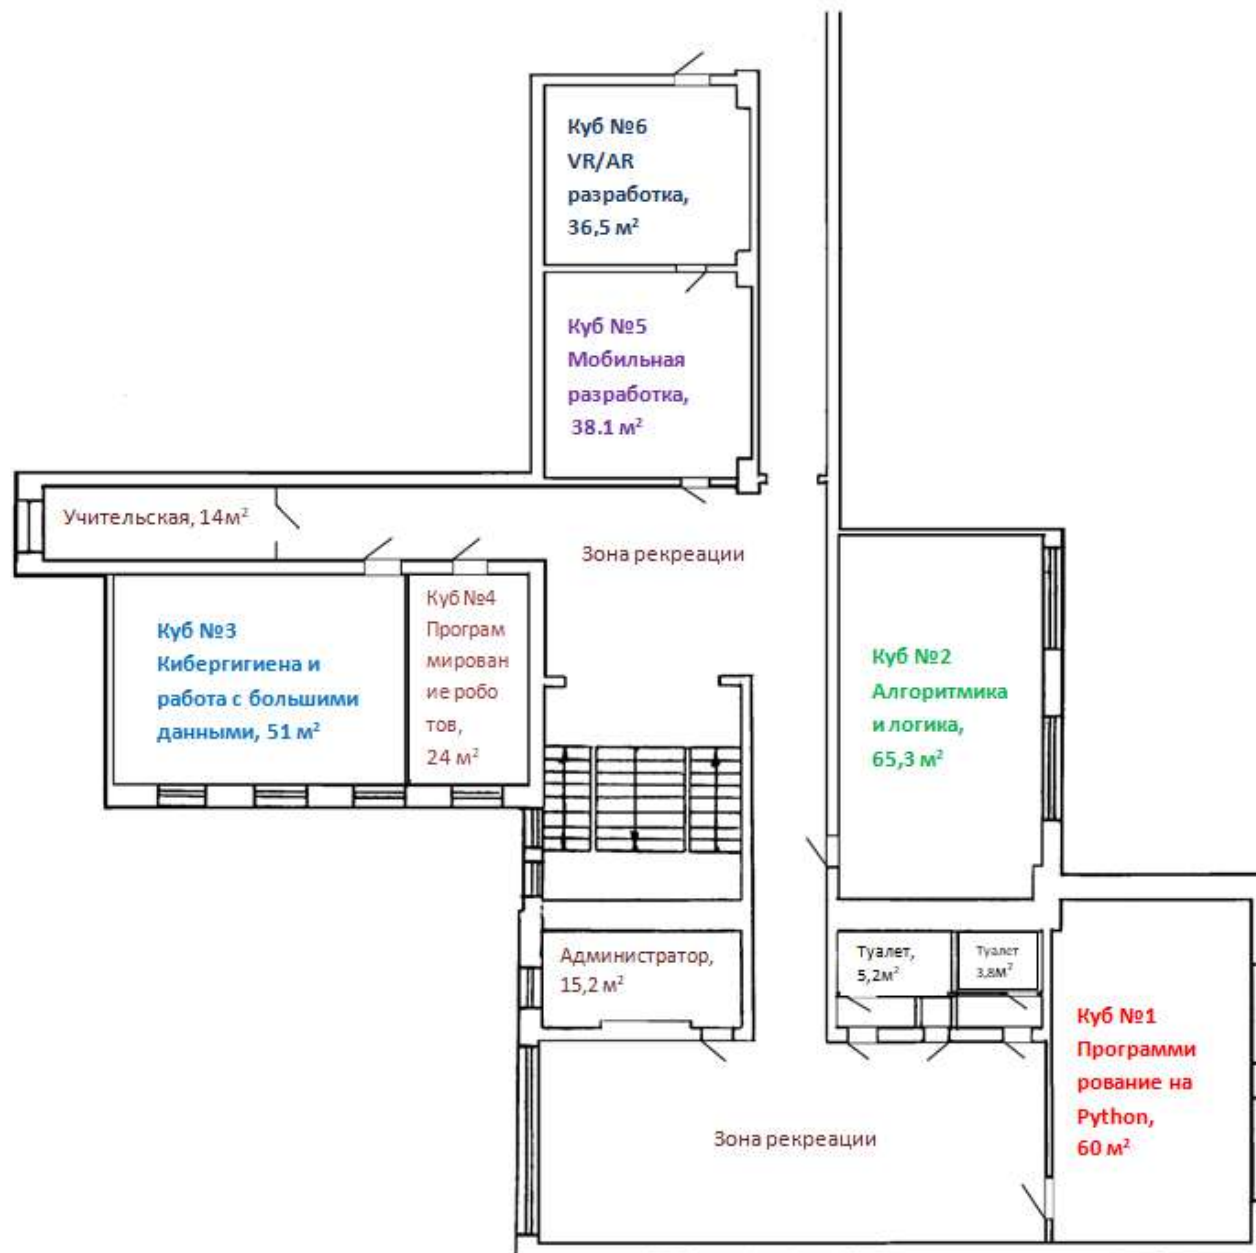 Куб №6
VR/AR
разработка,
36,5 м²
Куб №5
Мобильная
разработка,
38.1 м²
Учительская, 14м²
Зона рекреации
Куб №3
Кибергигиена и
работа с большими
данными, 51 м²
Куб №4
Програм
мирован
ие робо
тов,
24 м²
Куб №2
Алгоритмика
и логика,
65,3 м²
Администратор,
15,2 м²
Туалет,
5,2м²
Туалет
3,8м²
Куб №1
Программи
рование на
Python,
60 м²
Зона рекреации